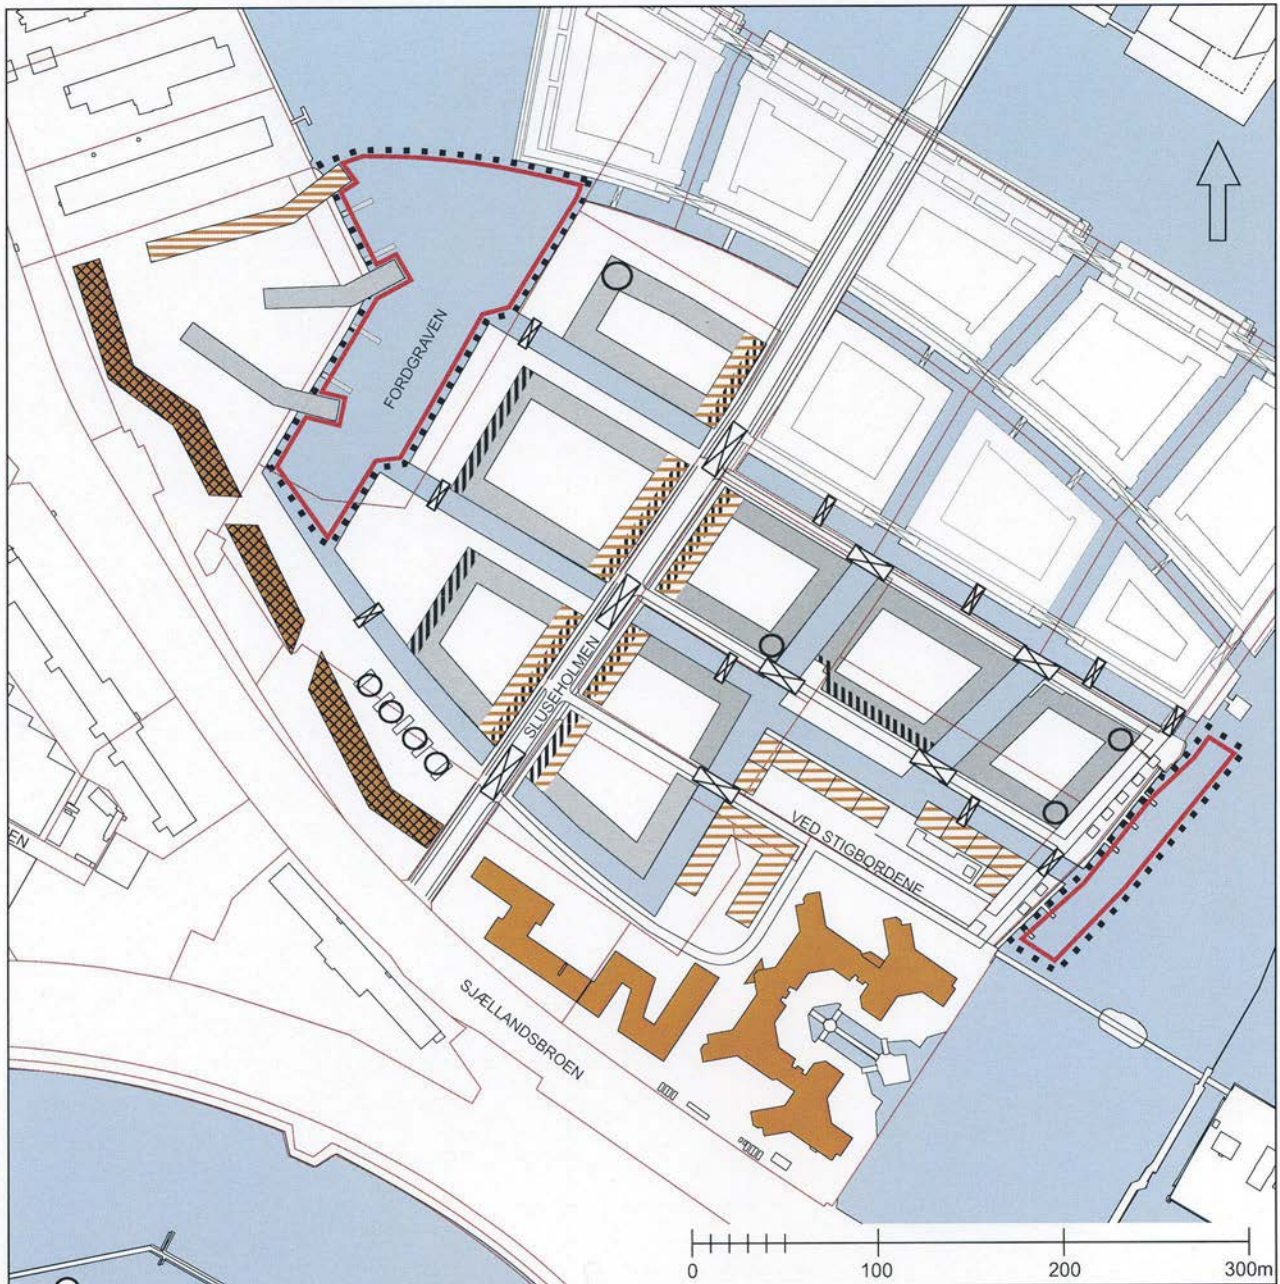 FORDGRAVEN
SLUSEHOLMEN
VED STIGBORDENE
EN
SJÆLLANDSBROEN
0 100 200 300m